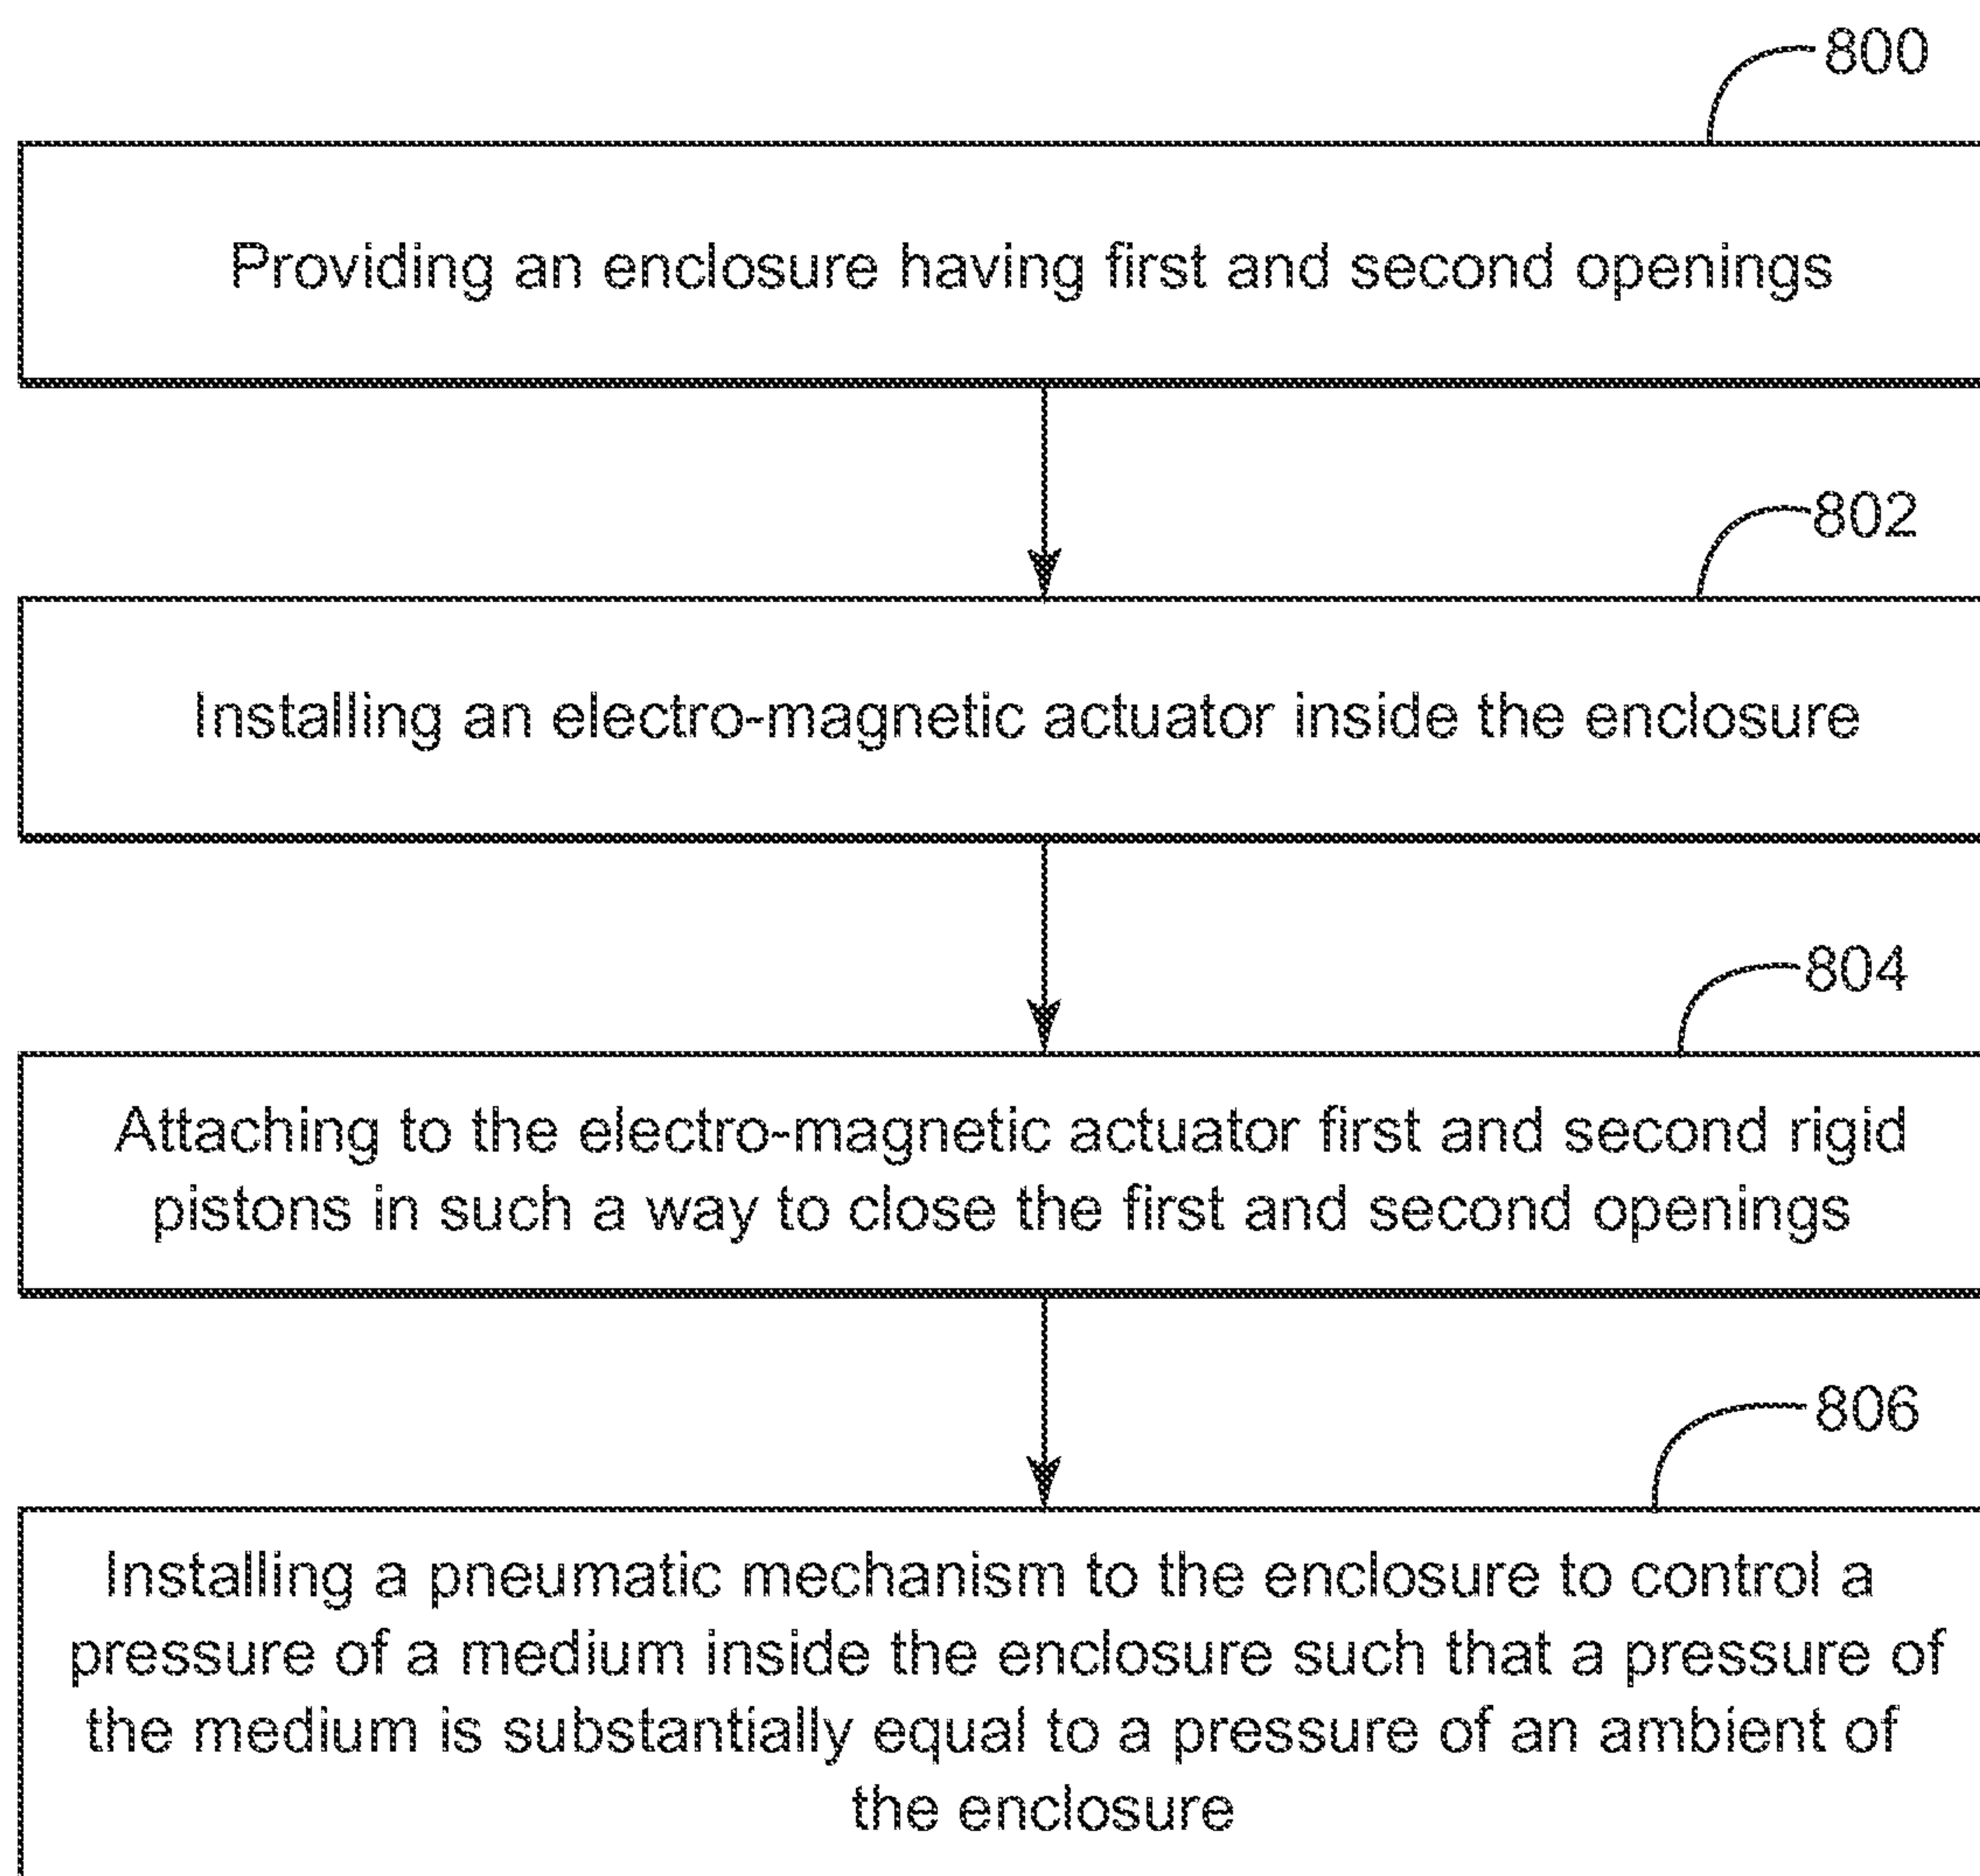 800
Providing an enclosure having first and second openings
802
Installing an electro-magnetic actuator inside the enclosure
804
Attaching to the electro-magnetic actuator first and second rigid
pistons in such a way to close the first and second openings
806
Installing a pneumatic mechanism to the enclosure to control a
pressure of a medium inside the enclosure such that a pressure of
the medium is substantially equal to a pressure of an ambient of
the enclosure